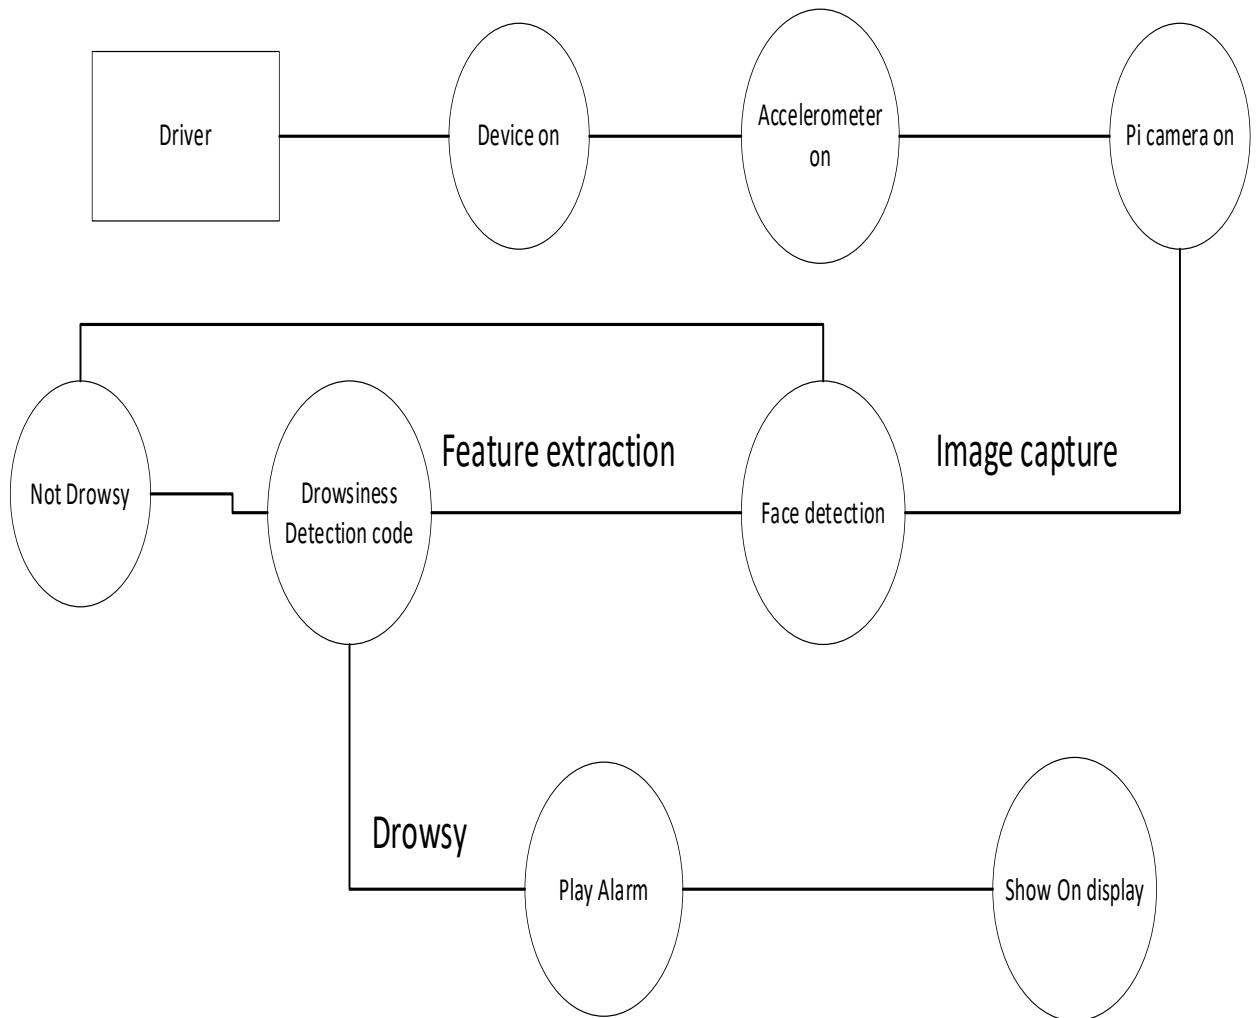 Driver
Device on
Accelerometer
on
Pi camera on
Feature extraction
Image capture
Not Drowsy
Drowsiness
Detection code
Face detection
Drowsy
Play Alarm
Show On display